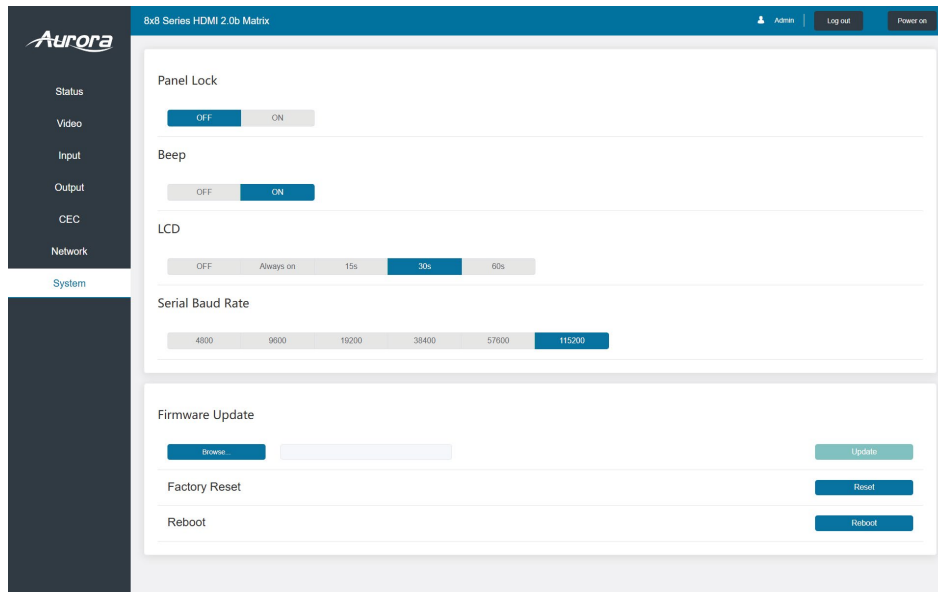 Aurora
8x8 Series HDMI 2.0b Matrix
Admin
Log out
Power on
Status
Video
Input
Output
CEC
Network
System
Panel Lock
OFF ON
Beep
OFF ON
LCD
OFF Always on 15s 30s 60s
Serial Baud Rate
4800 9600 19200 38400 57600 115200
Firmware Update
Browse... Update
Factory Reset Reset
Reboot Reboot